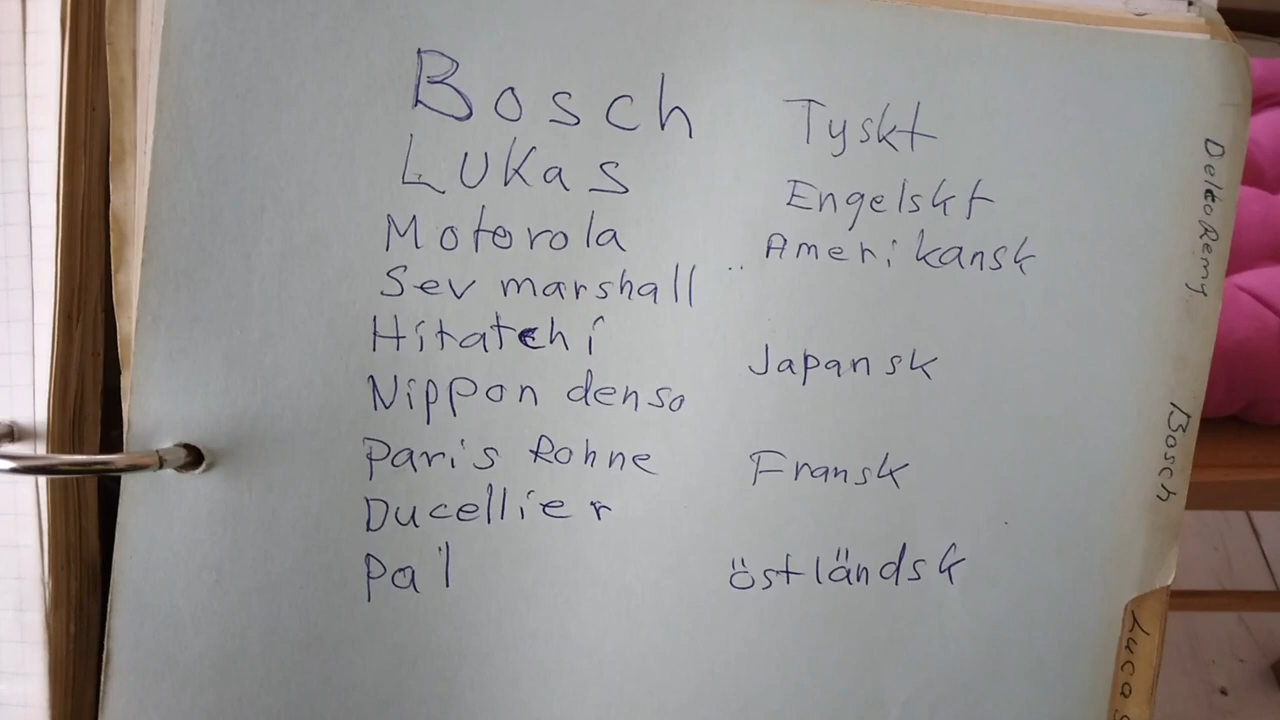 Bosch Tyskt
Lukas Engelskt
Motorola Amerikansk
Sev marshall
Hitatchi Japansk
Nippon denso
Paris Rohne Fransk
Ducellier
Pal östländsk
Delco Remy
Bosch
Lucas